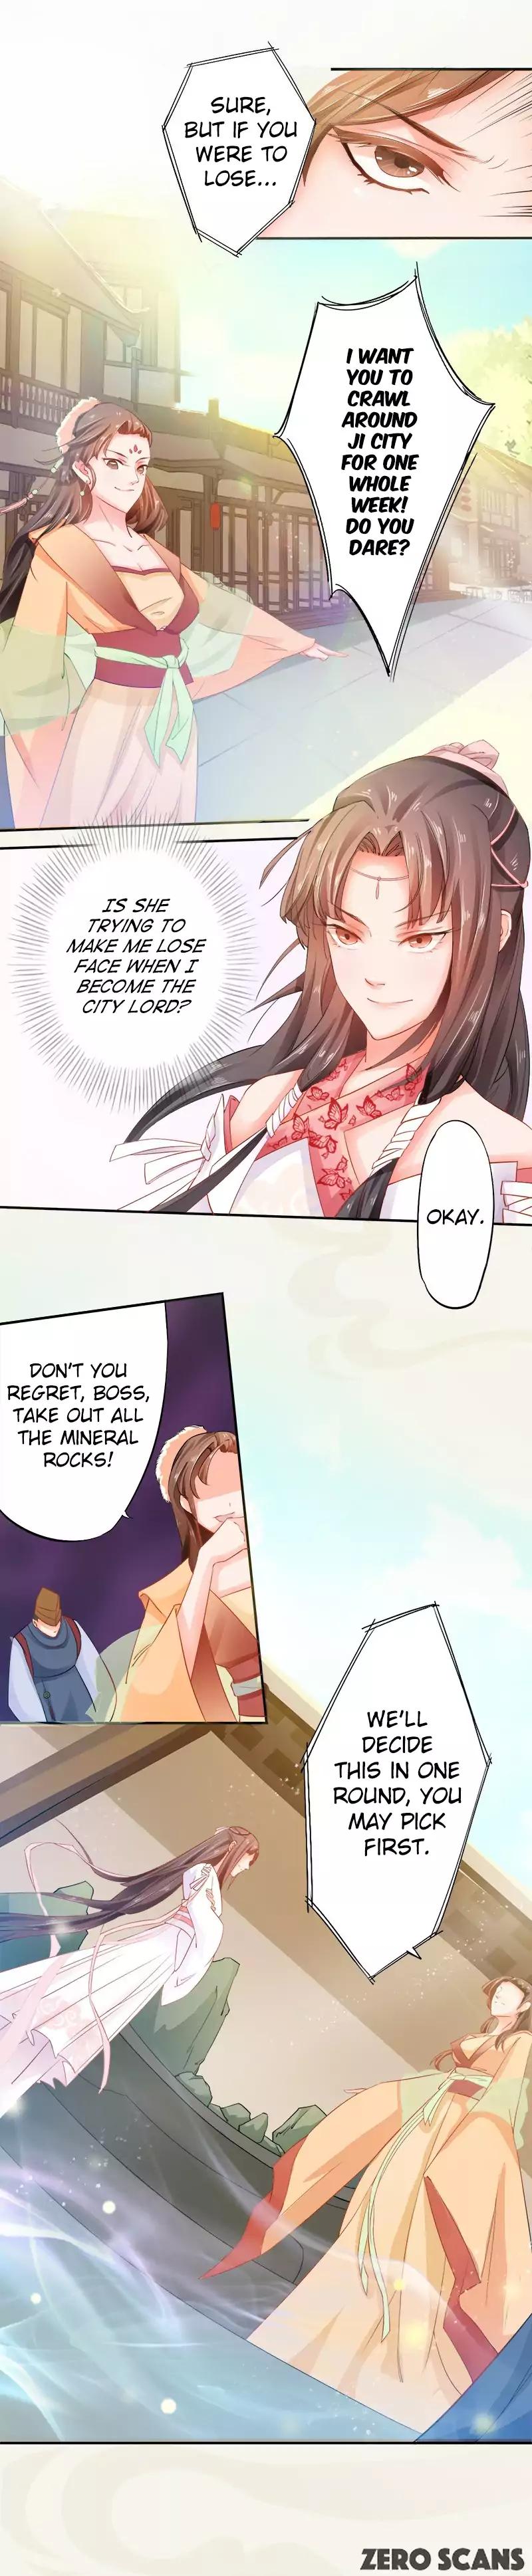 SURE,
BUT IF YOU
WERE TO
LOSE...
I WANT
YOU TO
CRAWL
AROUND
JI CITY
FOR ONE
WHOLE
WEEK!
DO YOU
DARE?
IS SHE
TRYING TO
MAKE ME LOSE
FACE WHEN I
BECOME THE
CITY LORD?
OKAY.
DON'T YOU
REGRET, BOSS,
TAKE OUT ALL
THE MINERAL
ROCKS!
WE'LL
DECIDE
THIS IN ONE
ROUND, YOU
MAY PICK
FIRST.
ZERO SCANS